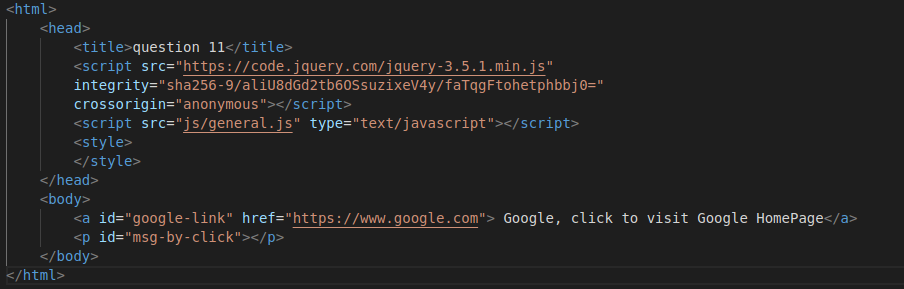 <html>
<head>
<title>question 11</title>
<script src="https://code.jquery.com/jquery-3.5.1.min.js"
integrity="sha256-9/aliU8dGd2tb6OSsuzixeV4y/faTqgFtohetphbbj0="
crossorigin="anonymous"></script>
<script src="js/general.js" type="text/javascript"></script>
<style>
</style>
</head>
<body>
<a id="google-link" href="https://www.google.com"> Google, click to visit Google HomePage</a>
<p id="msg-by-click"></p>
</body>
</html>